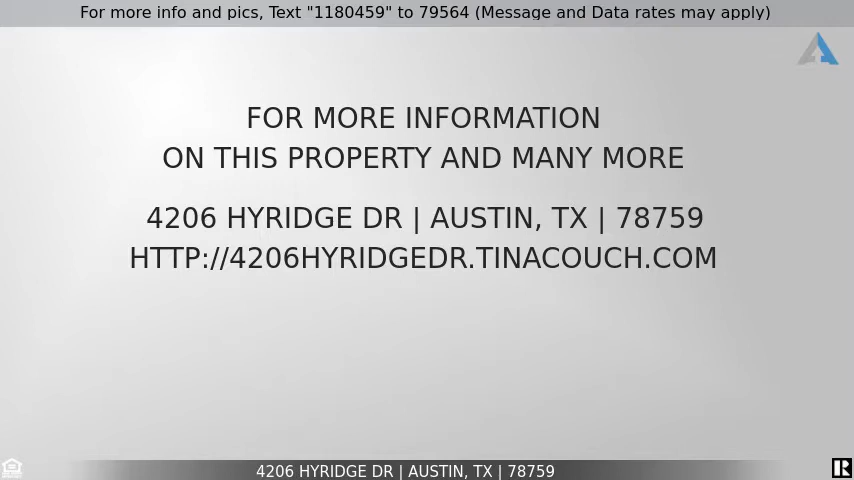 For more info and pics, Text "1180459" to 79564 (Message and Data rates may apply)
FOR MORE INFORMATION
ON THIS PROPERTY AND MANY MORE
4206 HYRIDGE DR | AUSTIN, TX | 78759
HTTP://4206HYRIDGEDR.TINACOUCH.COM
4206 HYRIDGE DR | AUSTIN, TX | 78759